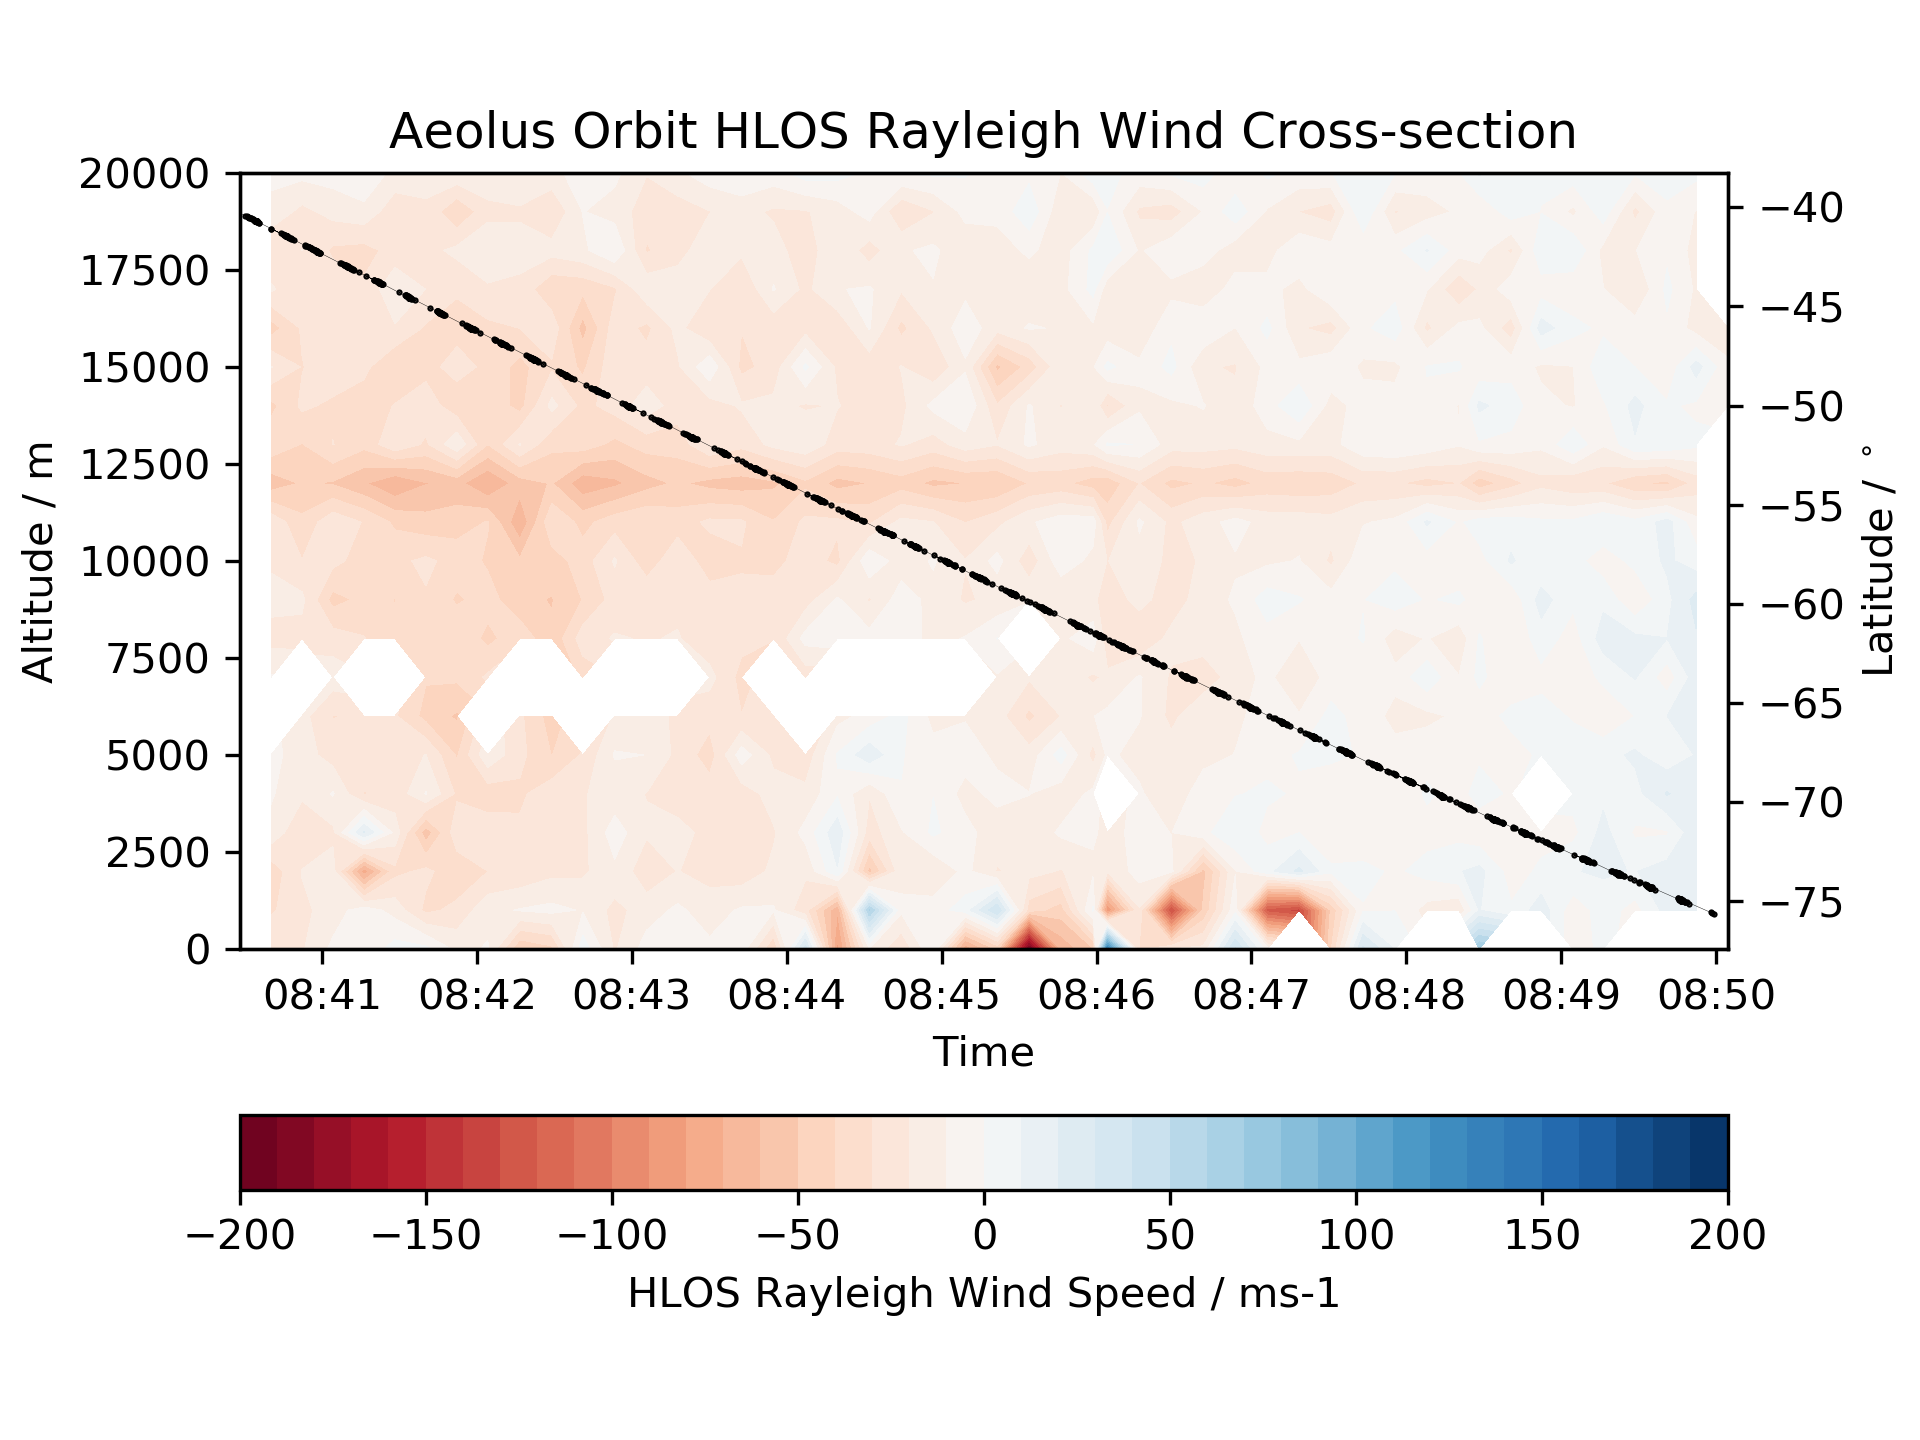 Aeolus Orbit HLOS Rayleigh Wind Cross-section
20000
17500
15000
12500
10000
7500
5000
2500
0
Altitude / m
−40
−45
−50
−55
−60
−65
−70
−75
Latitude / °
08:41 08:42 08:43 08:44 08:45 08:46 08:47 08:48 08:49 08:50
Time
−200 −150 −100 −50 0 50 100 150 200
HLOS Rayleigh Wind Speed / ms-1